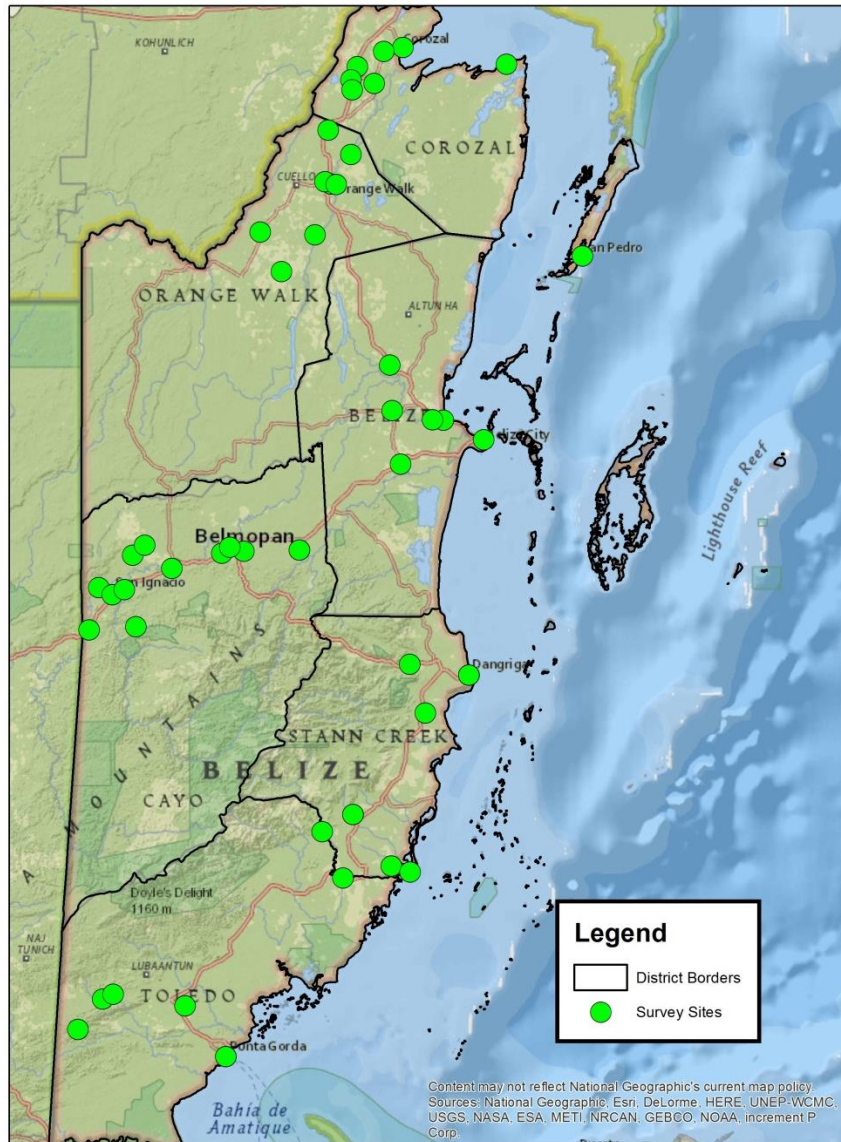 KOHUNLICH
Corozal
COROZAL
CUELLO
Orange Walk
San Pedro
ORANGE WALK
ALTUN HA
BELIZE
Belize City
Lighthouse Reef
Belmopan
San Ignacio
MOUNTAINS
Dangriga
STANN CREEK
BELIZE
CAYO
A
Doyle's Delight
1160 m
NAJ
TUNICH
LUBAANTUN
TOLEDO
Punta Gorda
Bahía de
Amatique
Legend
District Borders
Survey Sites
Content may not reflect National Geographic's current map policy.
Sources: National Geographic, Esri, DeLorme, HERE, UNEP-WCMC,
USGS, NASA, ESA, METI, NRCAN, GEBCO, NOAA, increment P
Corp.